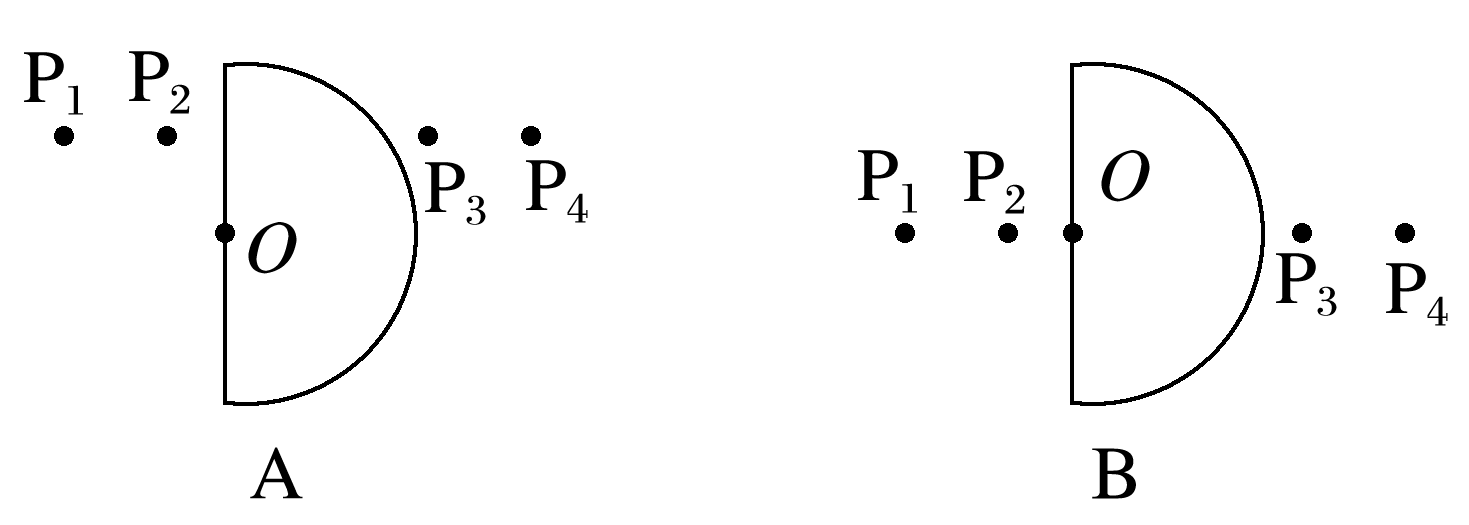 P₁ P₂
P₃ P₄
O
A
P₁ P₂ O
P₃ P₄
B